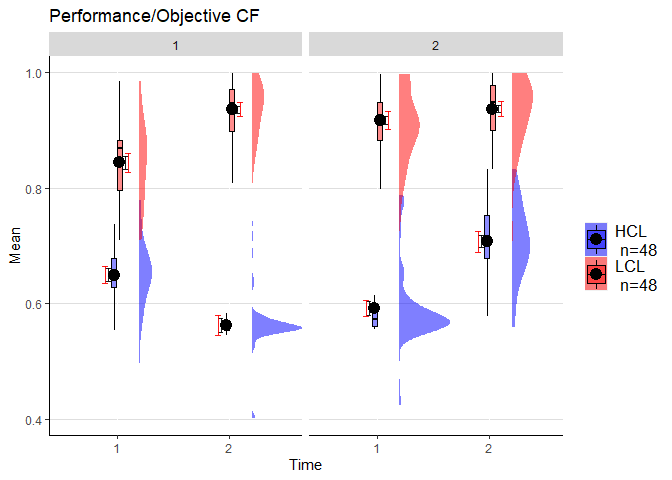 Performance/Objective CF
1
2
1.0
0.8
0.6
0.4
Mean
1
2
1
2
Time
HCL
n=48
LCL
n=48